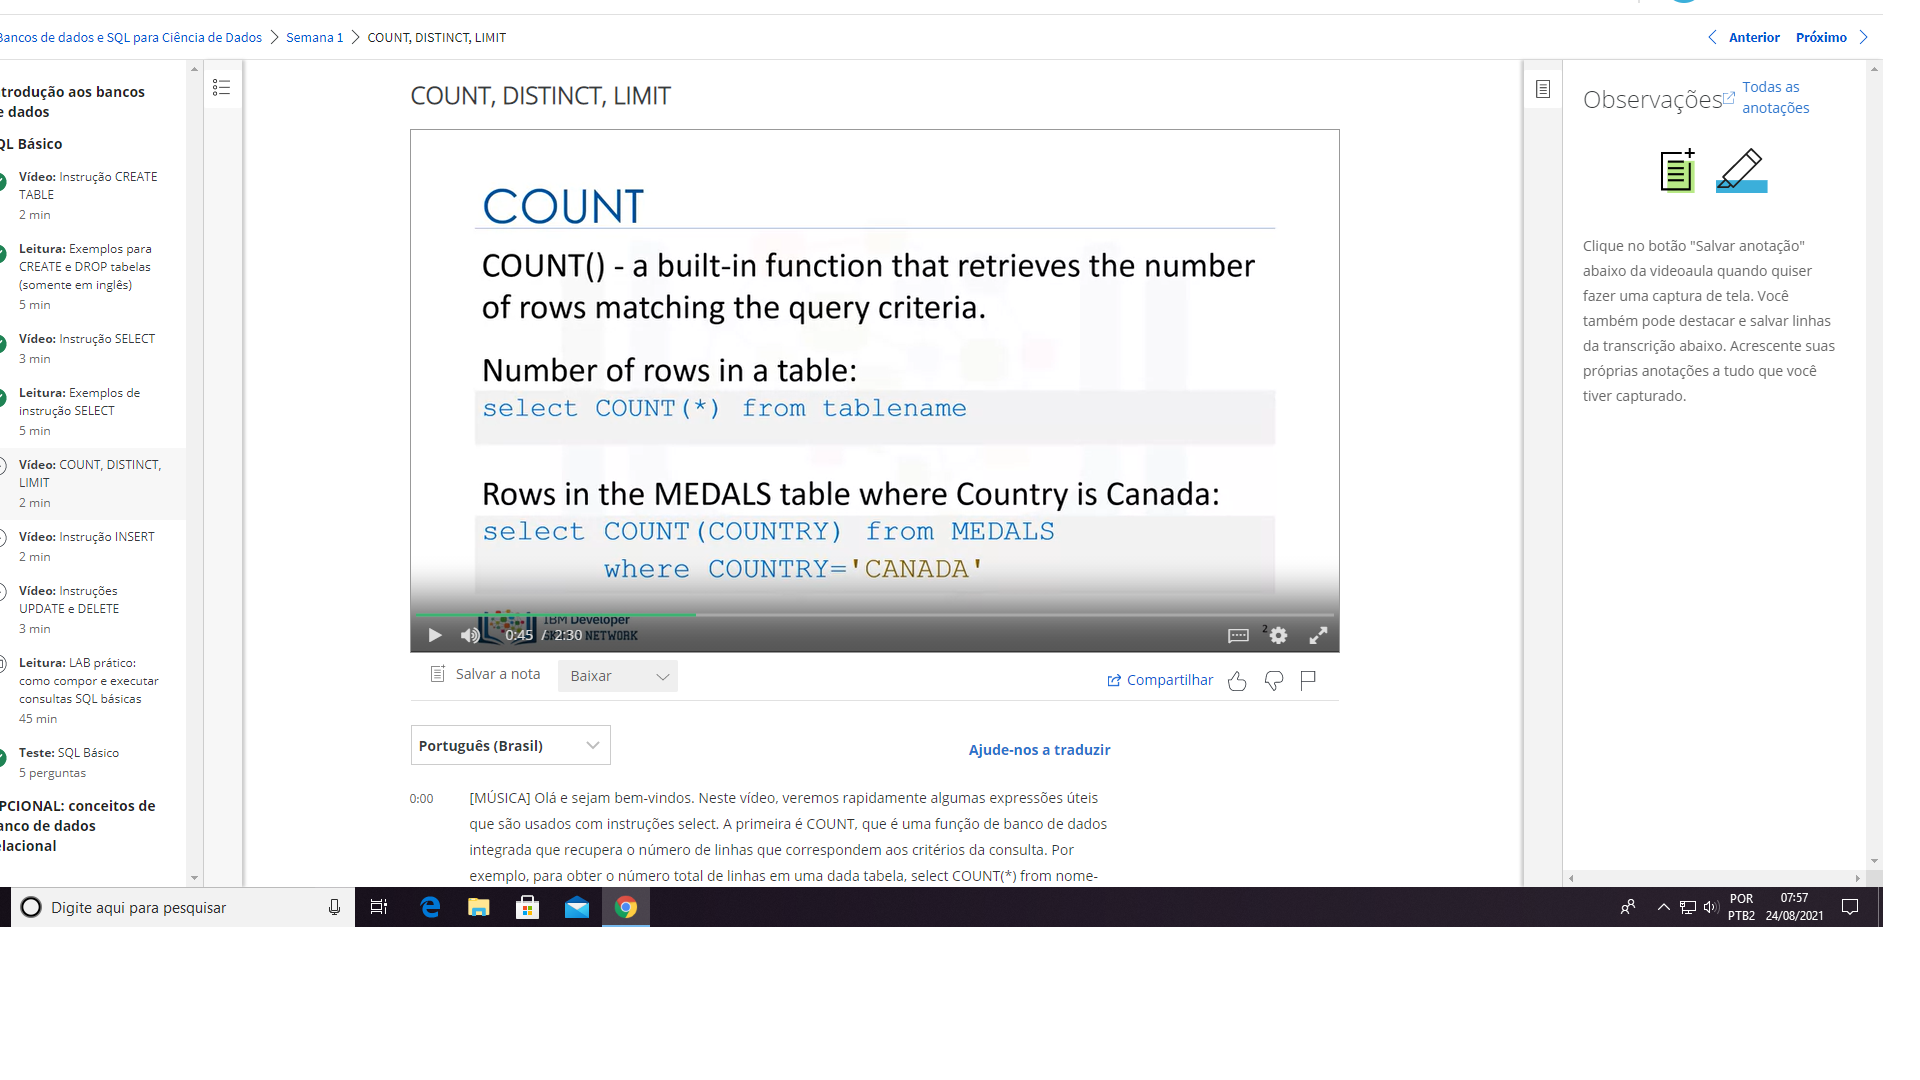 Bancos de dados e SQL para Ciência de Dados
Semana 1
COUNT, DISTINCT, LIMIT
Anterior
Próximo
trodução aos bancos
e dados
QL Básico
Vídeo: Instrução CREATE
TABLE
2 min
Leitura: Exemplos para
CREATE e DROP tabelas
(somente em inglês)
5 min
Vídeo: Instrução SELECT
3 min
Leitura: Exemplos de
instrução SELECT
5 min
Vídeo: COUNT, DISTINCT,
LIMIT
2 min
Vídeo: Instrução INSERT
2 min
Vídeo: Instruções
UPDATE e DELETE
3 min
Leitura: LAB prático:
como compor e executar
consultas SQL básicas
45 min
Teste: SQL Básico
5 perguntas
PCIONAL: conceitos de
anco de dados
elacional
COUNT, DISTINCT, LIMIT
COUNT
COUNT() - a built-in function that retrieves the number
of rows matching the query criteria.
Number of rows in a table:
select COUNT(*) from tablename
Rows in the MEDALS table where Country is Canada:
select COUNT(COUNTRY) from MEDALS
where COUNTRY='CANADA'
IBM Developer
NETWORK
0:45 / 2:30
2
Salvar a nota
Baixar
Compartilhar
Português (Brasil)
Ajude-nos a traduzir
0:00
[MÚSICA] Olá e sejam bem-vindos. Neste vídeo, veremos rapidamente algumas expressões úteis
que são usados com instruções select. A primeira é COUNT, que é uma função de banco de dados
integrada que recupera o número de linhas que correspondem aos critérios da consulta. Por
exemplo, para obter o número total de linhas em uma dada tabela, select COUNT(*) from nome-
Observações
Todas as
anotações
Clique no botão "Salvar anotação"
abaixo da videoaula quando quiser
fazer uma captura de tela. Você
também pode destacar e salvar linhas
da transcrição abaixo. Acrescente suas
próprias anotações a tudo que você
tiver capturado.
Digite aqui para pesquisar
POR
PTB2
07:57
24/08/2021